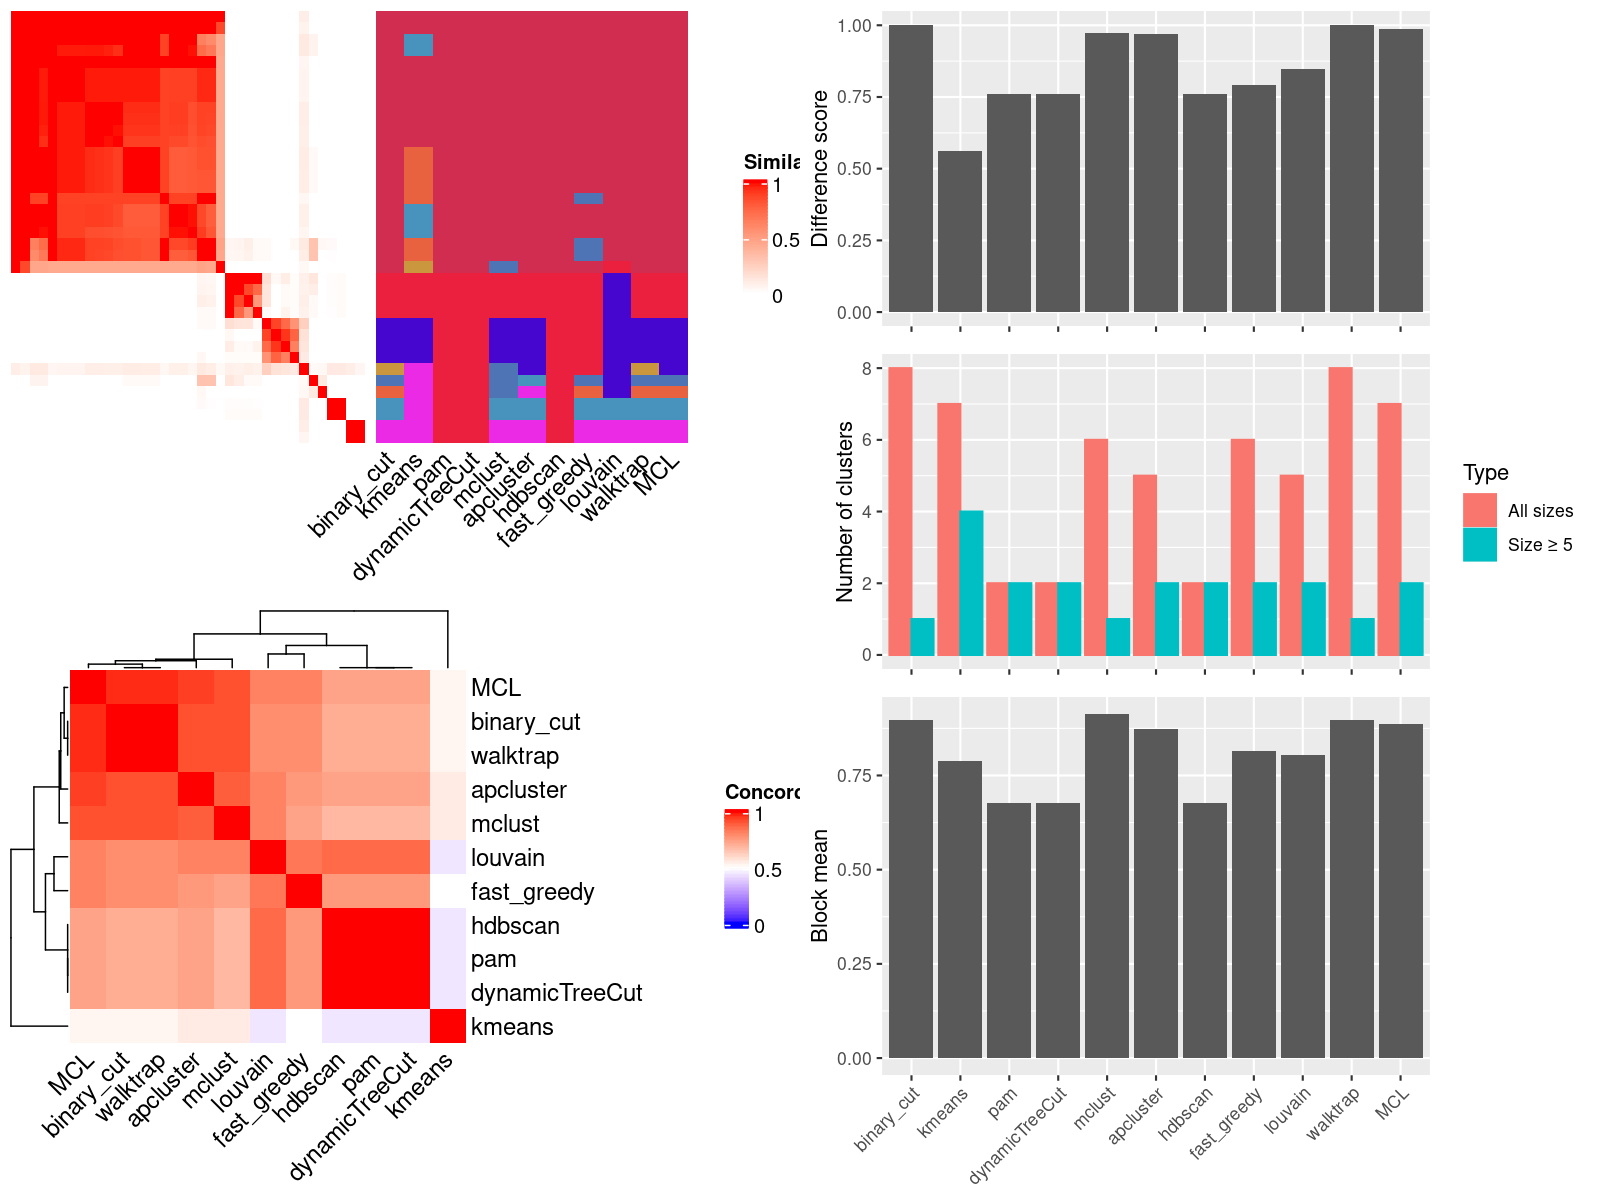 Simila
1
0.5
0
binary_cut
kmeans
pam
dynamicTreeCut
mclust
apcluster
hdbscan
fast_greedy
louvain
walktrap
MCL
Concord
1
0.5
0
MCL
binary_cut
walktrap
apcluster
mclust
louvain
fast_greedy
hdbscan
pam
dynamicTreeCut
kmeans
MCL
binary_cut
walktrap
apcluster
mclust
louvain
fast_greedy
hdbscan
pam
dynamicTreeCut
kmeans
Difference score
1.00
0.75
0.50
0.25
0.00
Number of clusters
8
6
4
2
0
Type
All sizes
Size ≥ 5
Block mean
0.75
0.50
0.25
0.00
binary_cut
kmeans
pam
dynamicTreeCut
mclust
apcluster
hdbscan
fast_greedy
louvain
walktrap
MCL